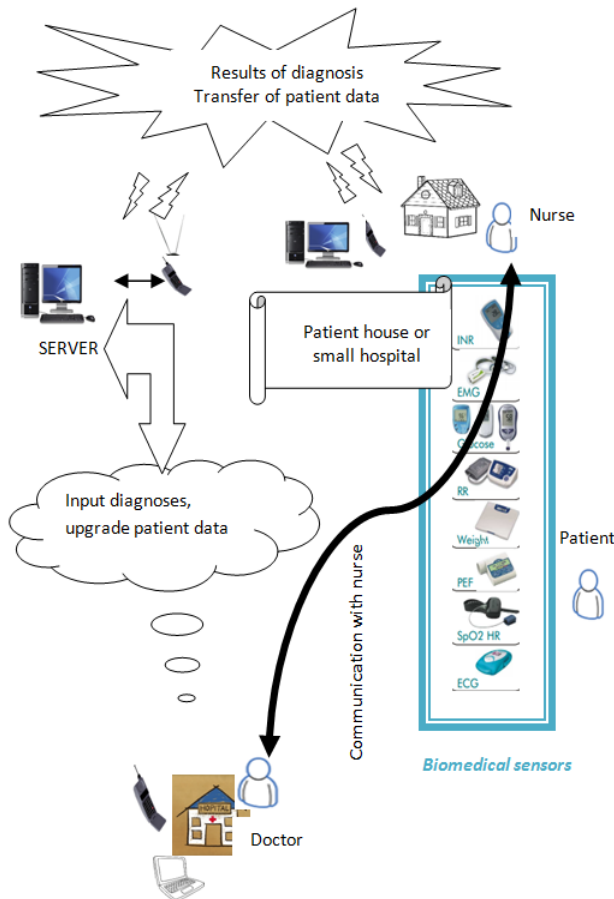 Results of diagnosis
Transfer of patient data
Nurse
SERVER
Patient house or
small hospital
INR
EMG
Glucose
RR
Weight
PEF
SpO2 HR
ECG
Patient
Input diagnoses,
upgrade patient data
Communication with nurse
Biomedical sensors
HOPITAL
Doctor